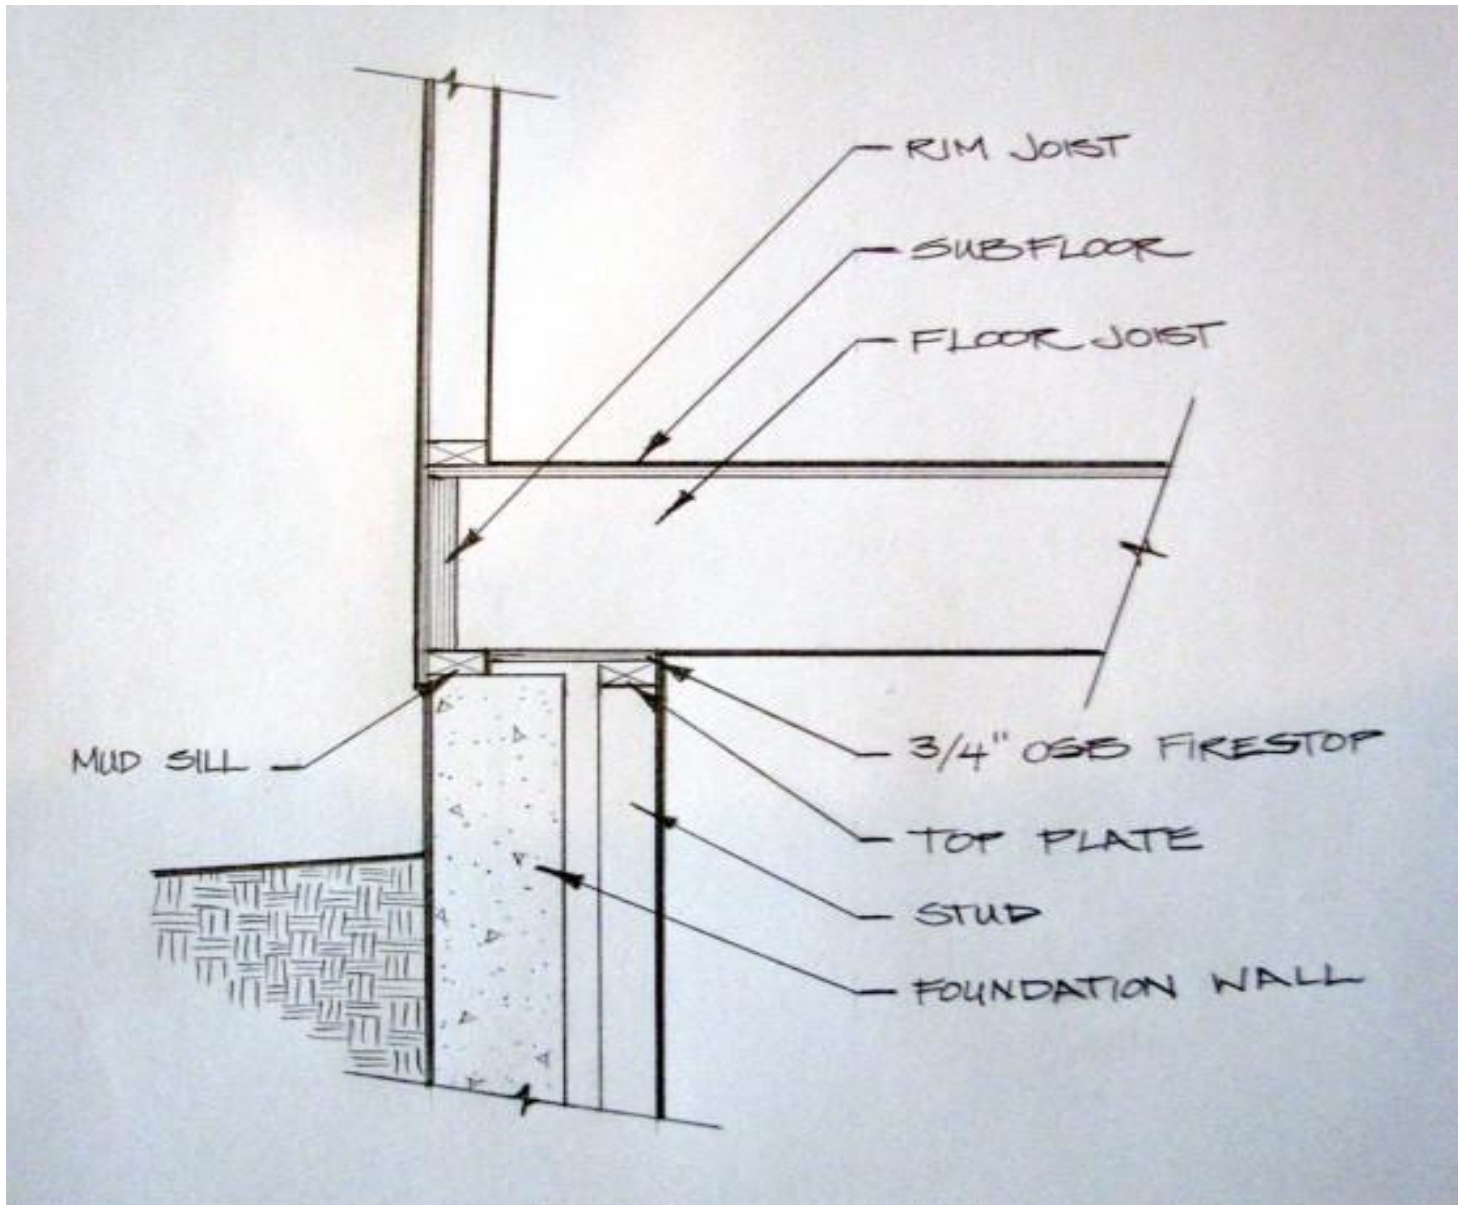 RIM JOIST
SUBFLOOR
FLOOR JOIST
MUD SILL
3/4" OSB FIRESTOP
TOP PLATE
STUD
FOUNDATION WALL